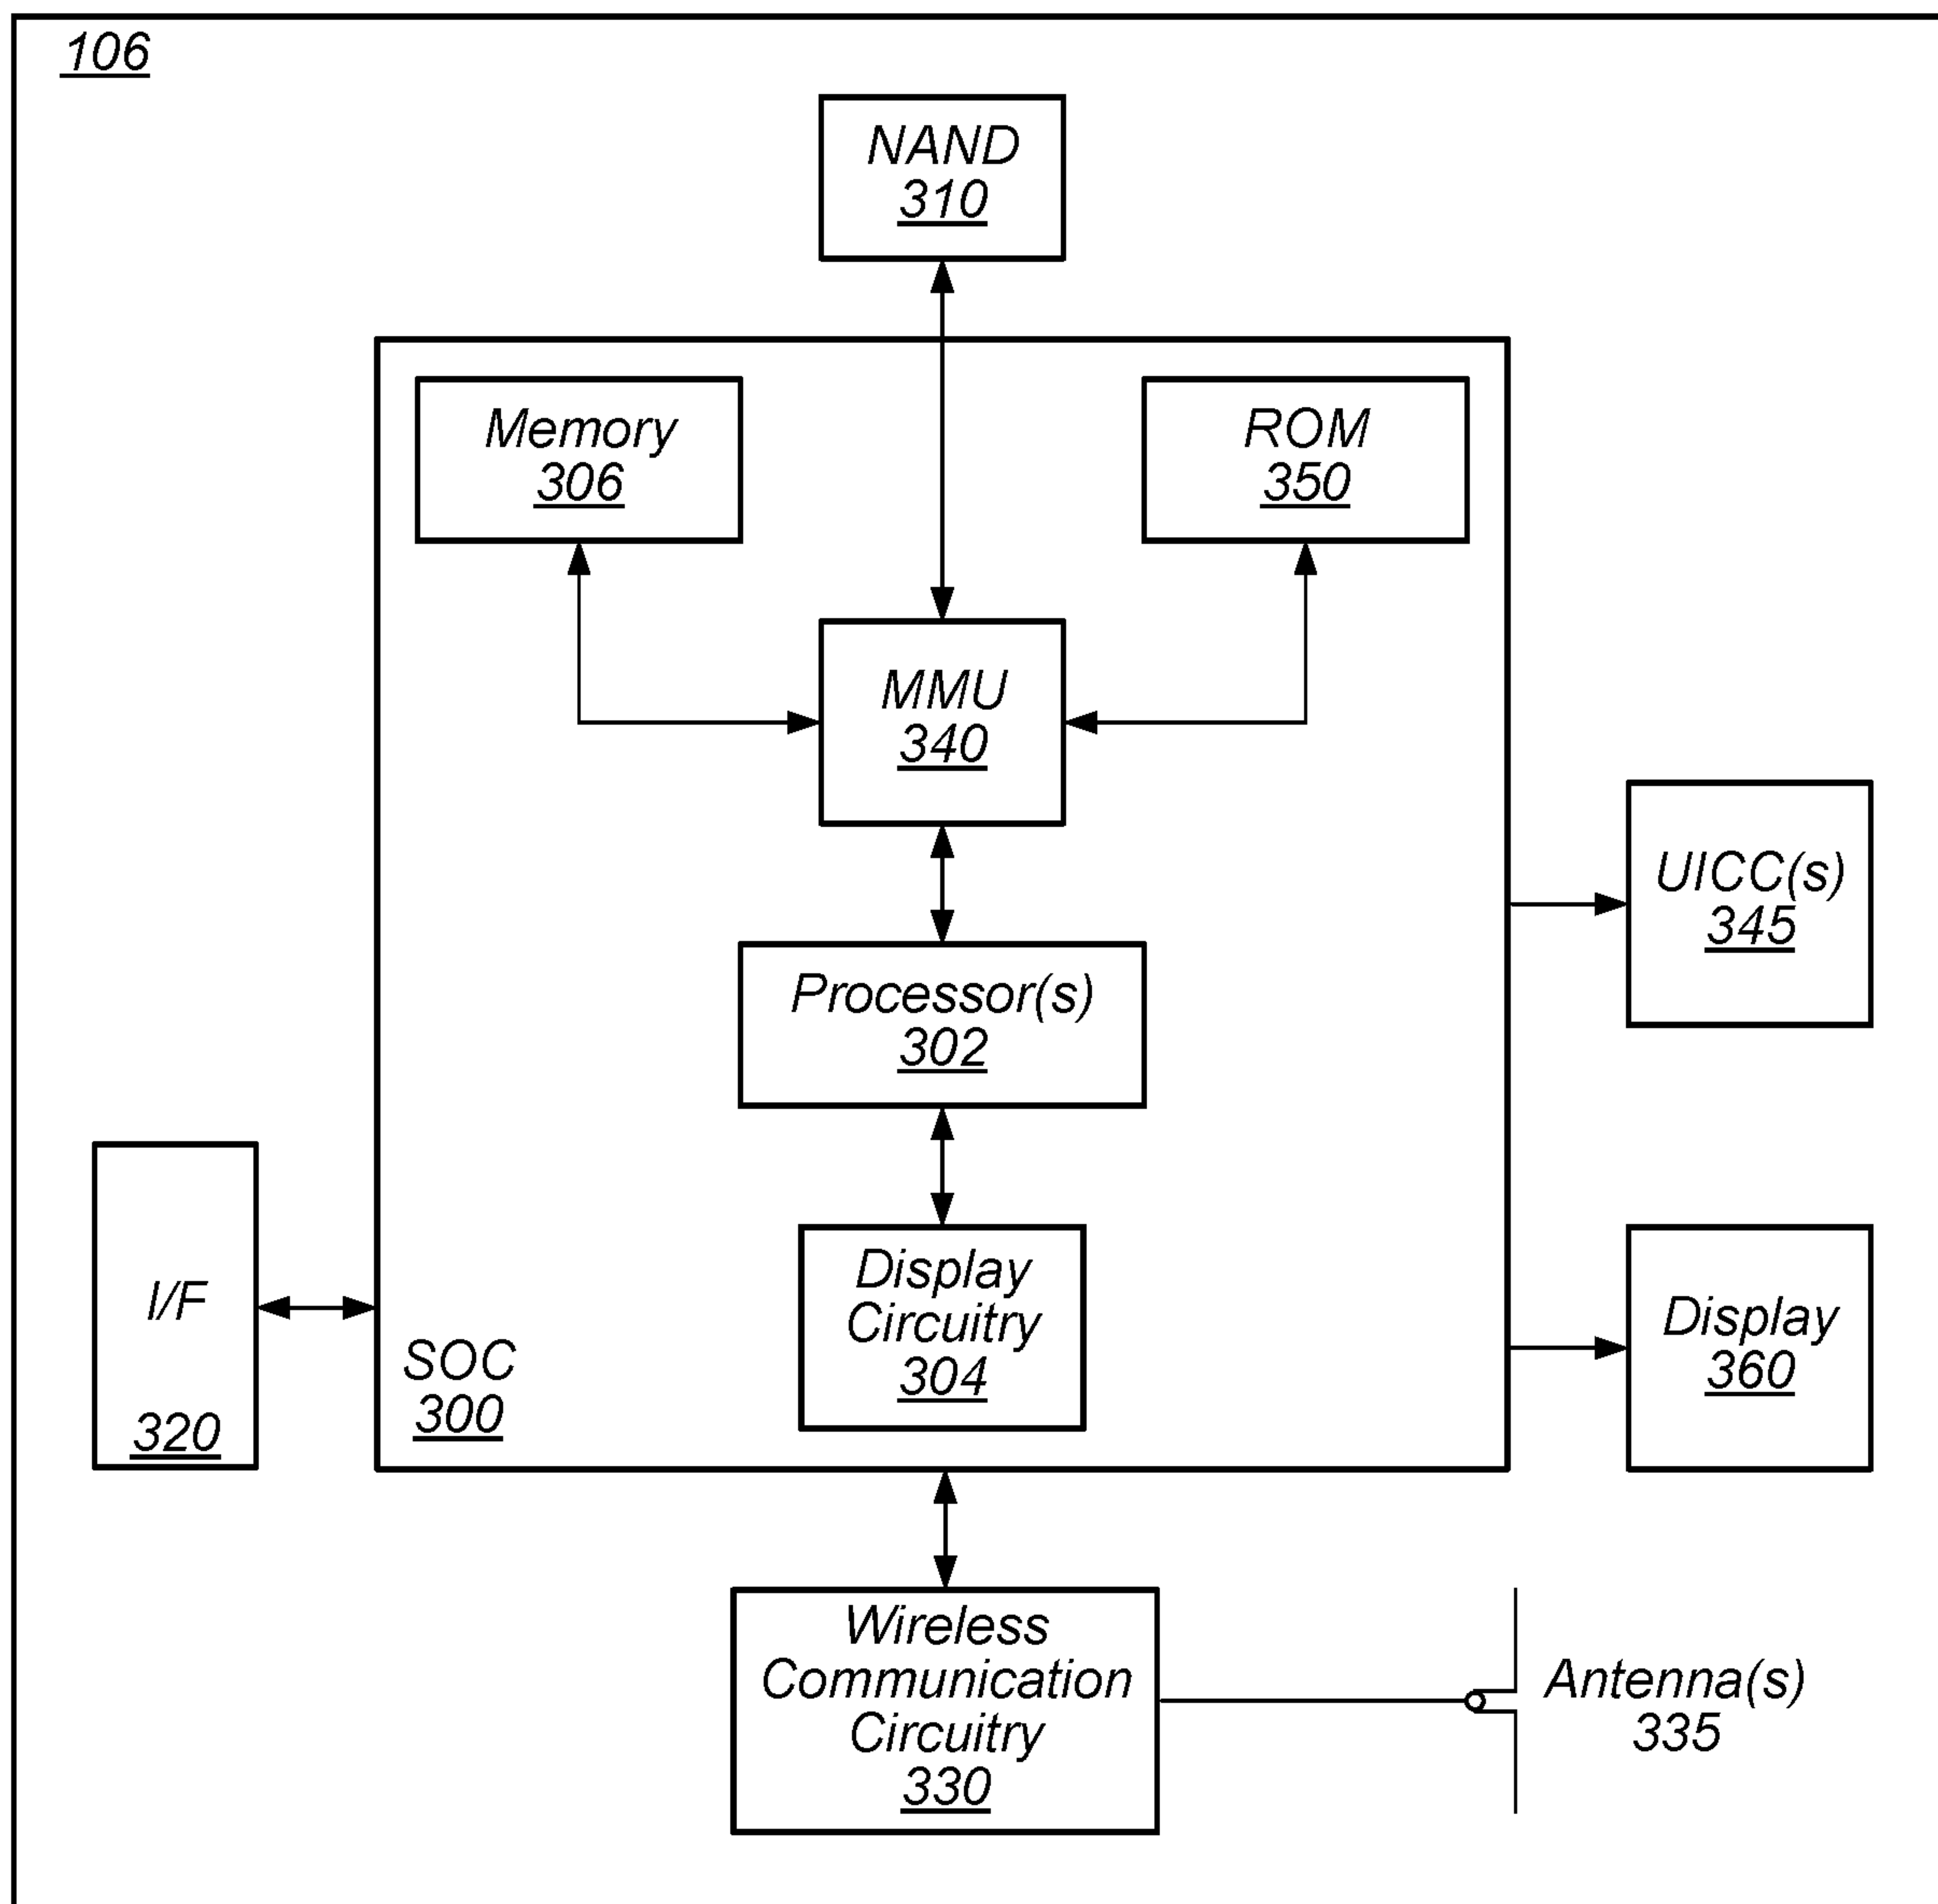 106
NAND
310
Memory
306
ROM
350
MMU
340
UICC(s)
345
Processor(s)
302
I/F
320
SOC
300
Display
Circuitry
304
Display
360
Wireless
Communication
Circuitry
330
Antenna(s)
335